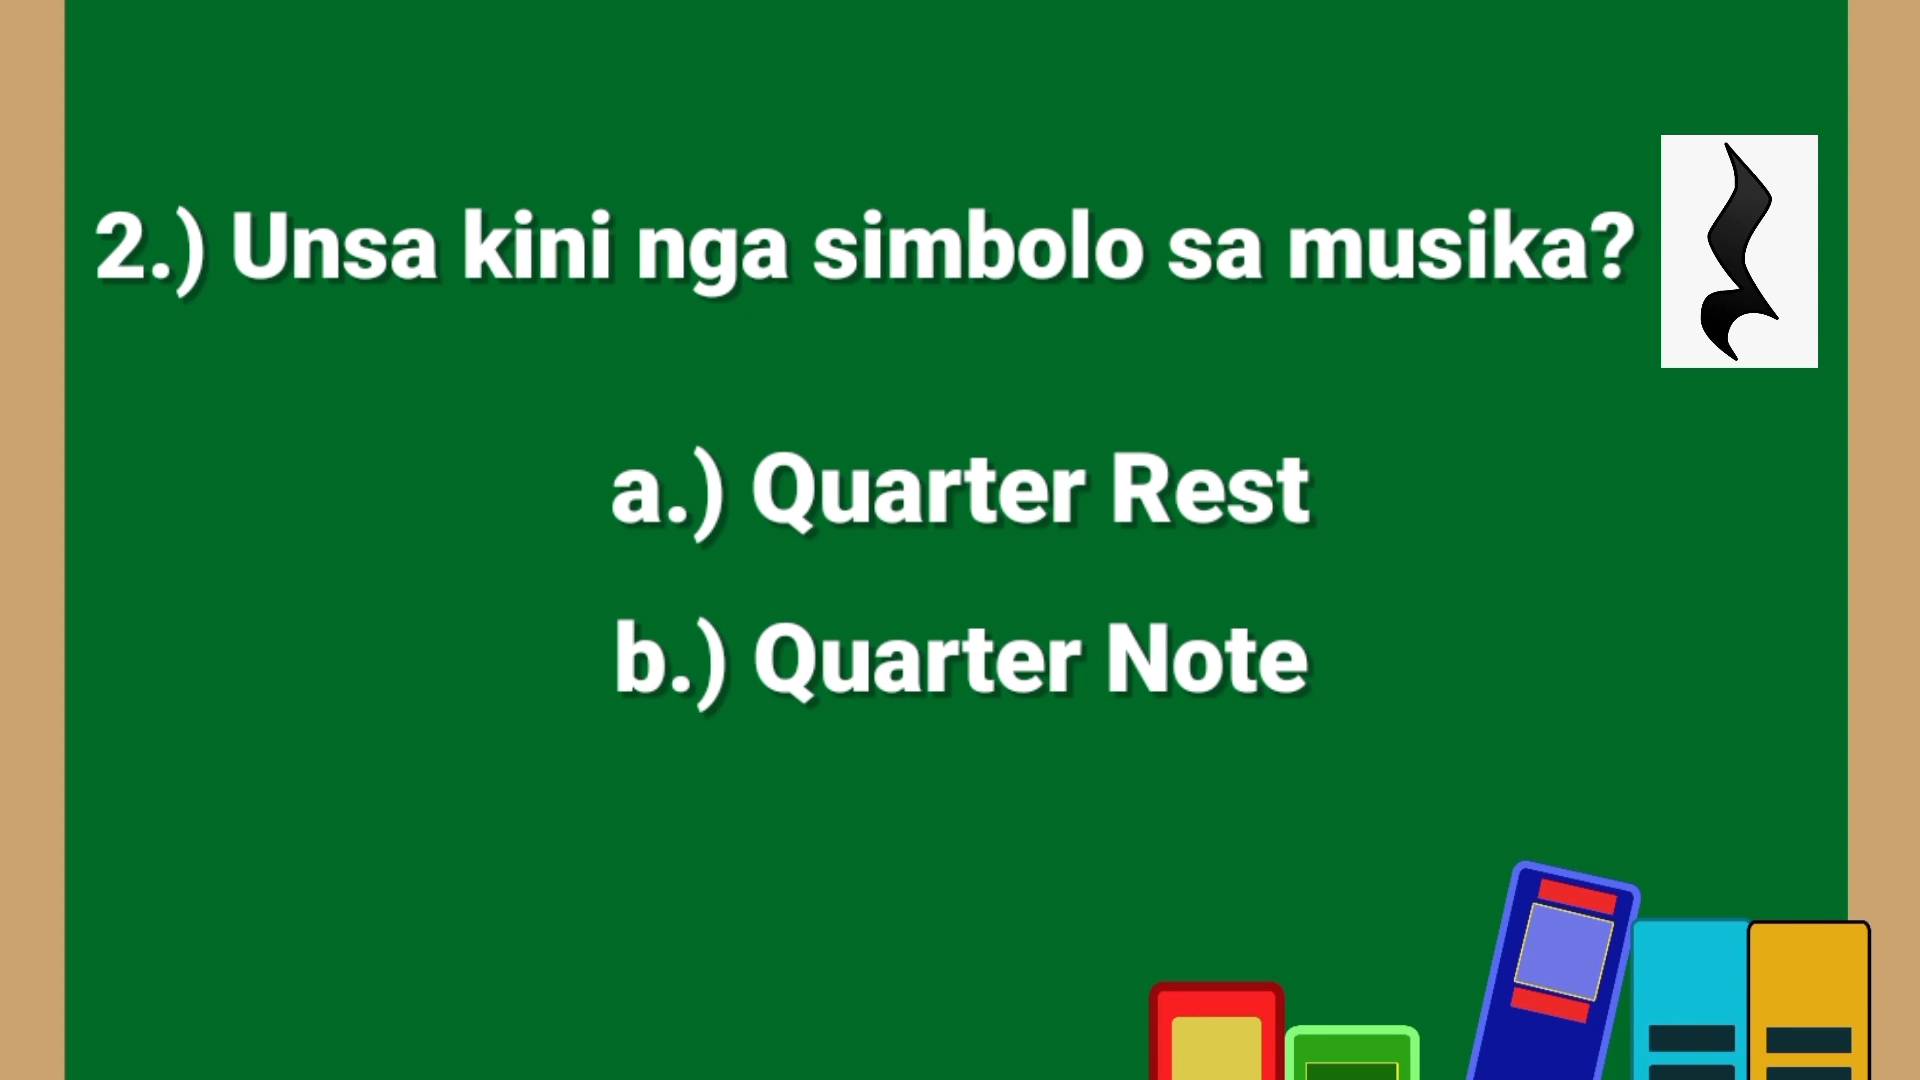 2.) Unsa kini nga simbolo sa musika?
a.) Quarter Rest
b.) Quarter Note